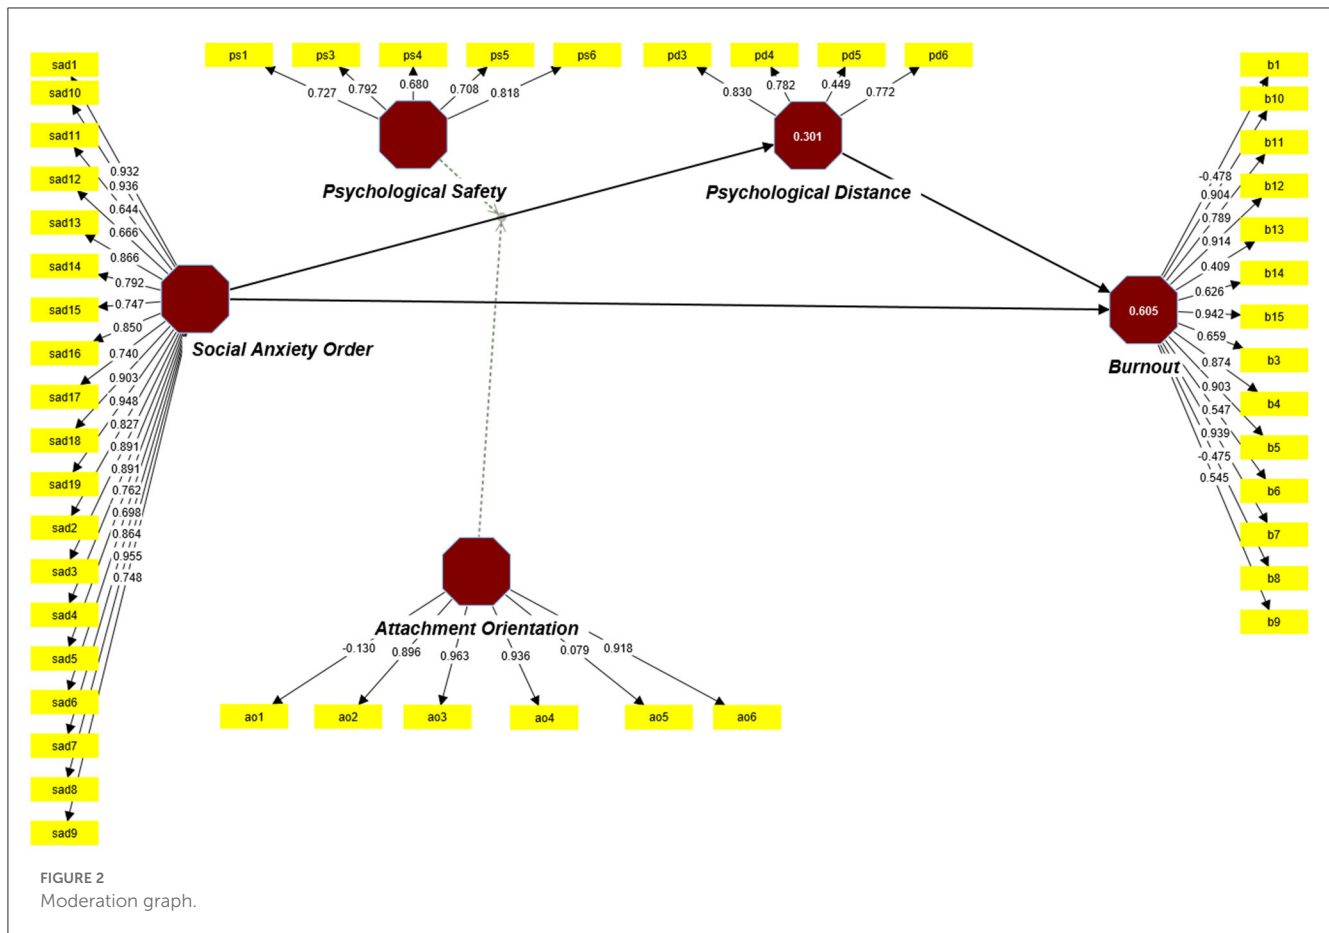 ps1 ps3 ps4 ps5 ps6
0.727 0.792 0.680 0.708 0.818
Psychological Safety
pd3 pd4 pd5 pd6
0.830 0.782 0.449 0.772
0.301
Psychological Distance
sad1
sad10
sad11
sad12
sad13
sad14
sad15
sad16
sad17
sad18
sad19
sad2
sad3
sad4
sad5
sad6
sad7
sad8
sad9
0.932
0.936
0.644
0.666
0.866
0.792
0.747
0.850
0.740
0.903
0.948
0.827
0.891
0.891
0.762
0.698
0.864
0.955
0.748
Social Anxiety Order
b1
b10
b11
b12
b13
b14
b15
b3
b4
b5
b6
b7
b8
b9
-0.478
0.904
0.789
0.914
0.409
0.626
0.942
0.659
0.874
0.903
0.547
0.939
-0.475
0.545
0.605
Burnout
Attachment Orientation
-0.130 0.896 0.963 0.936 0.079 0.918
ao1 ao2 ao3 ao4 ao5 ao6
FIGURE 2
Moderation graph.